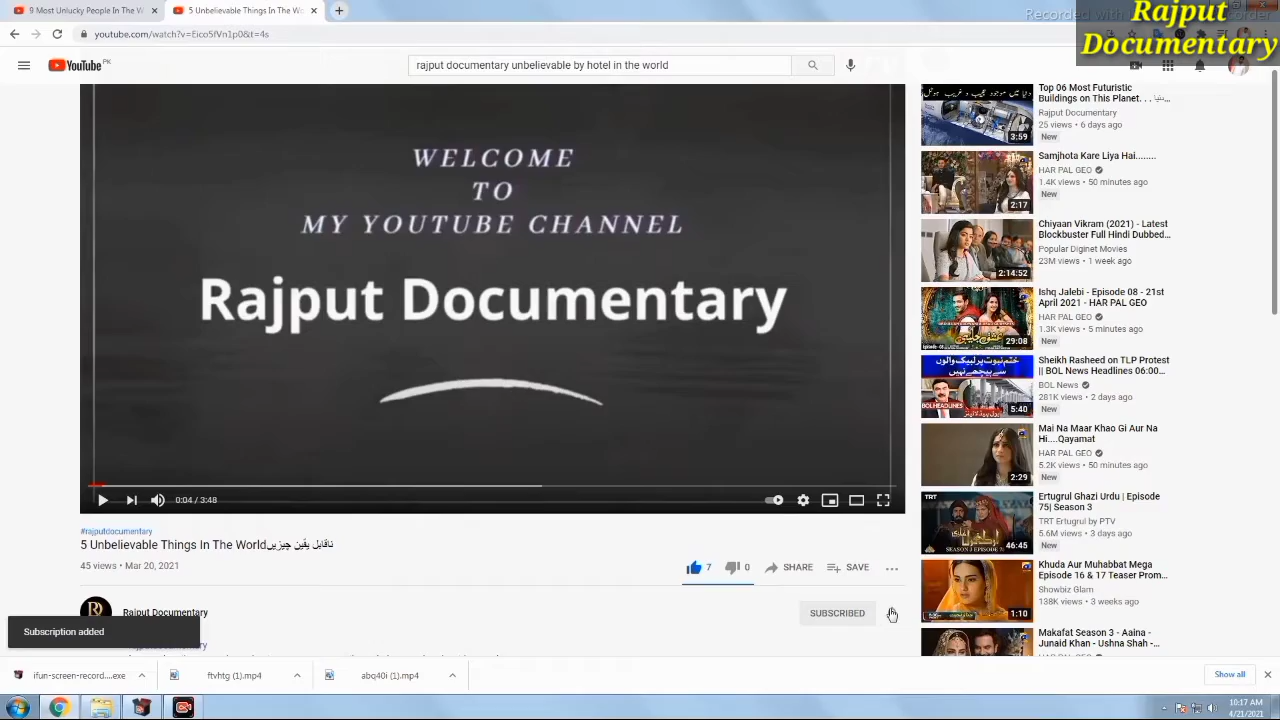 9 Most Unlucky People In The W
5 Unbelievable Things In The Wo
Recorded with
Rajput
Documentary
youtube.com/watch?v=Eico5fVn1p0&t=4s
YouTube PK
rajput documentary unbelieveabe by hotel in the world
WELCOME
TO
Y YOUTUBE CHANNEL
Rajput Documentary
0:04 / 3:48
#rajputdocumentary
5 Unbelievable Things In The World ناقابل یقین چیزیں
45 views • Mar 20, 2021
7
0
SHARE
SAVE
Rajput Documentary
SUBSCRIBED
Subscription added
3:59
Top 06 Most Futuristic
Buildings on This Planet. . . دنیا...
Rajput Documentary
25 views • 6 days ago
New
2:17
Samjhota Kare Liya Hai........
HAR PAL GEO
1.4K views • 50 minutes ago
New
2:14:52
Chiyaan Vikram (2021) - Latest
Blockbuster Full Hindi Dubbed...
Popular Diginet Movies
23M views • 1 week ago
29:08
Ishq Jalebi - Episode 08 - 21st
April 2021 - HAR PAL GEO
HAR PAL GEO
1.3K views • 5 minutes ago
New
BOL HEADLINES
5:40
Sheikh Rasheed on TLP Protest
|| BOL News Headlines 06:00...
BOL News
281K views • 2 days ago
New
2:29
Mai Na Maar Khao Gi Aur Na
Hi....Qayamat
HAR PAL GEO
5.2K views • 50 minutes ago
New
TRT
SEASON 3 EPISODE 75
46:45
Ertugrul Ghazi Urdu | Episode
75| Season 3
TRT Ertugrul by PTV
5.6M views • 3 days ago
New
1:10
Khuda Aur Muhabbat Mega
Episode 16 & 17 Teaser Prom...
Showbiz Glam
138K views • 3 weeks ago
Makafat Season 3 - Aaina -
Junaid Khan - Ushna Shah -...
ifun-screen-record....exe
ftvhtg (1).mp4
abq40i (1).mp4
Show all
10:17 AM
4/21/2021